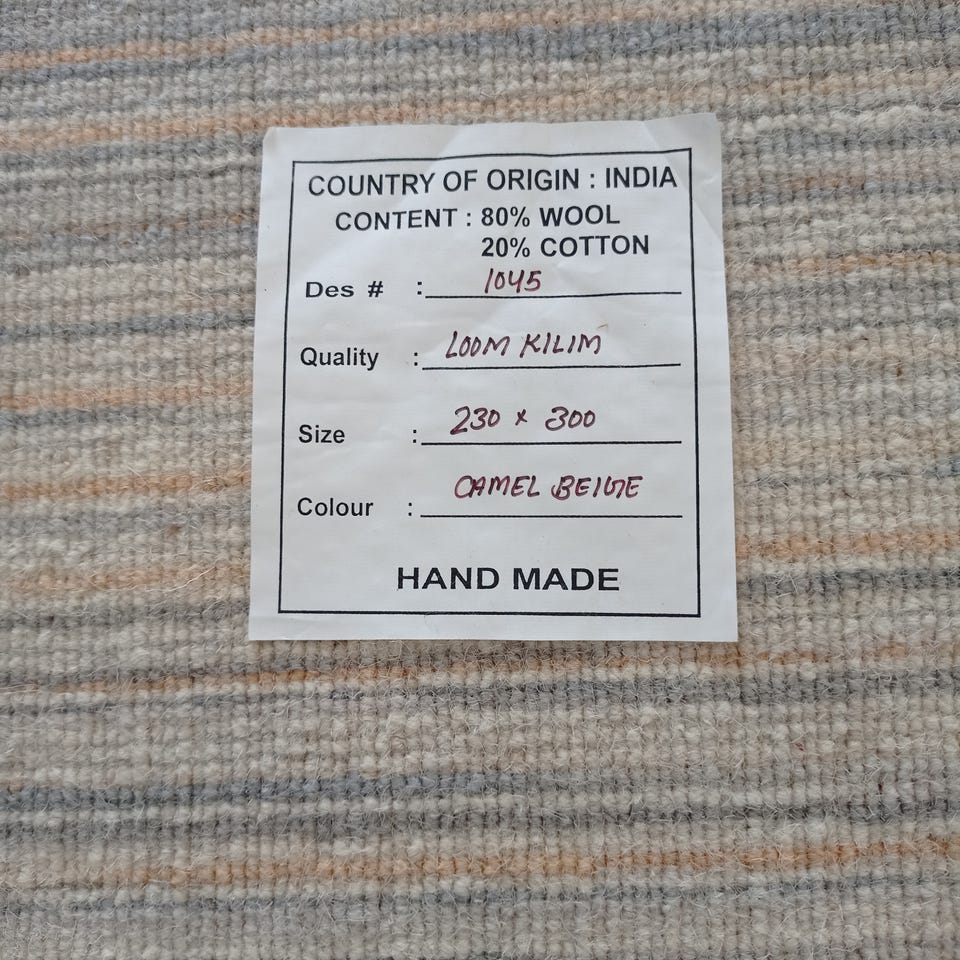 COUNTRY OF ORIGIN : INDIA
CONTENT : 80% WOOL
20% COTTON
Des # : 1045
Quality : LOOM KILIM
Size : 230 x 300
Colour : CAMEL BEIGE
HAND MADE